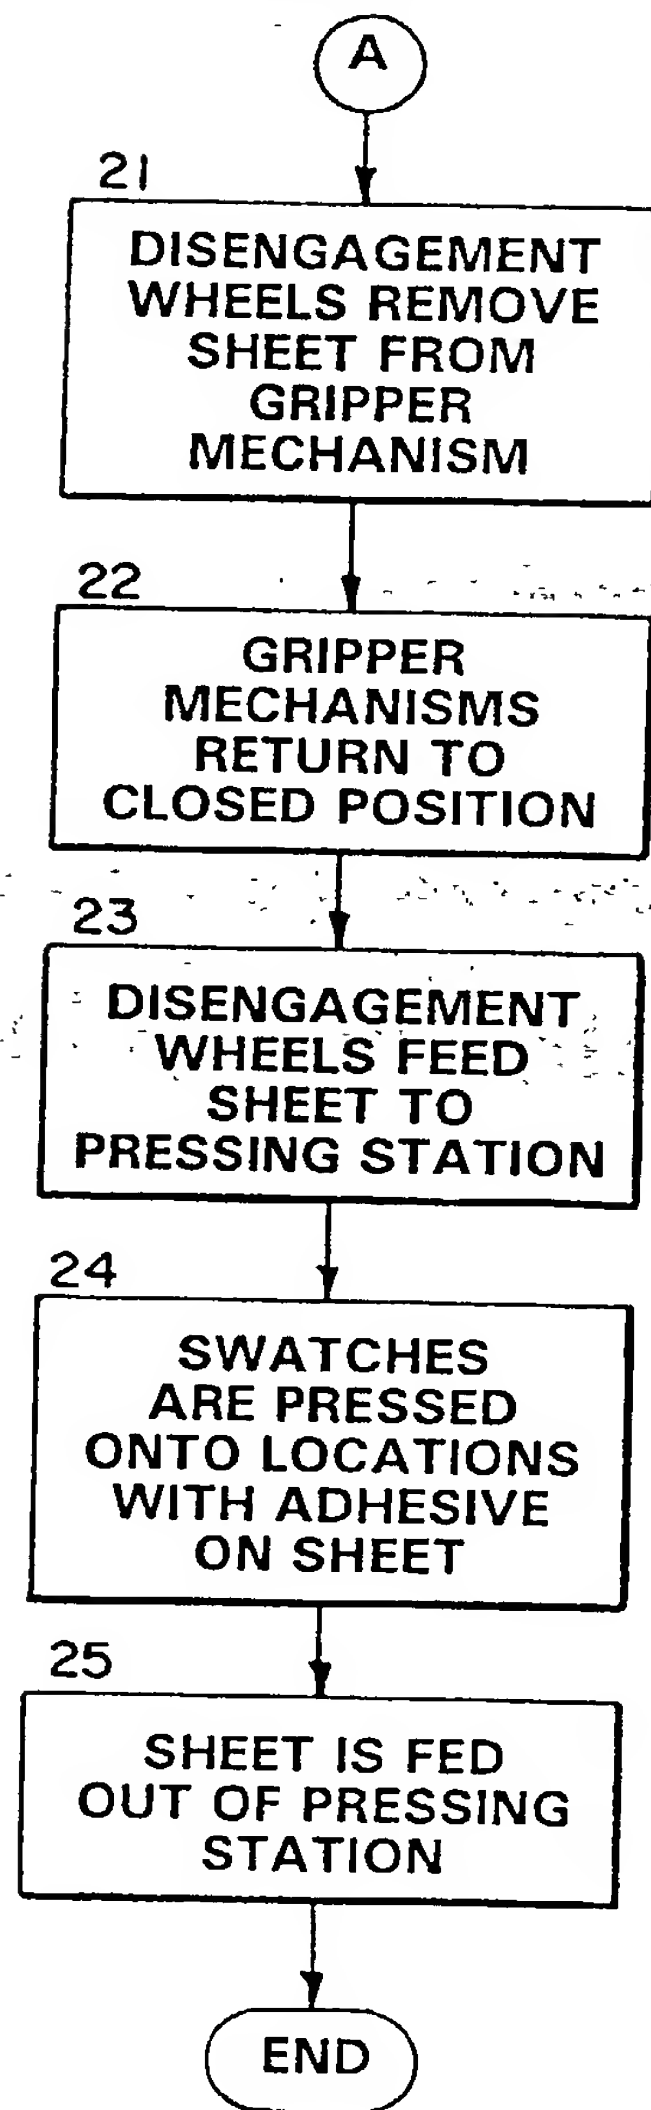 A
21
DISENGAGEMENT
WHEELS REMOVE
SHEET FROM
GRIPPER
MECHANISM
22
GRIPPER
MECHANISMS
RETURN TO
CLOSED POSITION
23
DISENGAGEMENT
WHEELS FEED
SHEET TO
PRESSING STATION
24
SWATCHES
ARE PRESSED
ONTO LOCATIONS
WITH ADHESIVE
ON SHEET
25
SHEET IS FED
OUT OF PRESSING
STATION
END